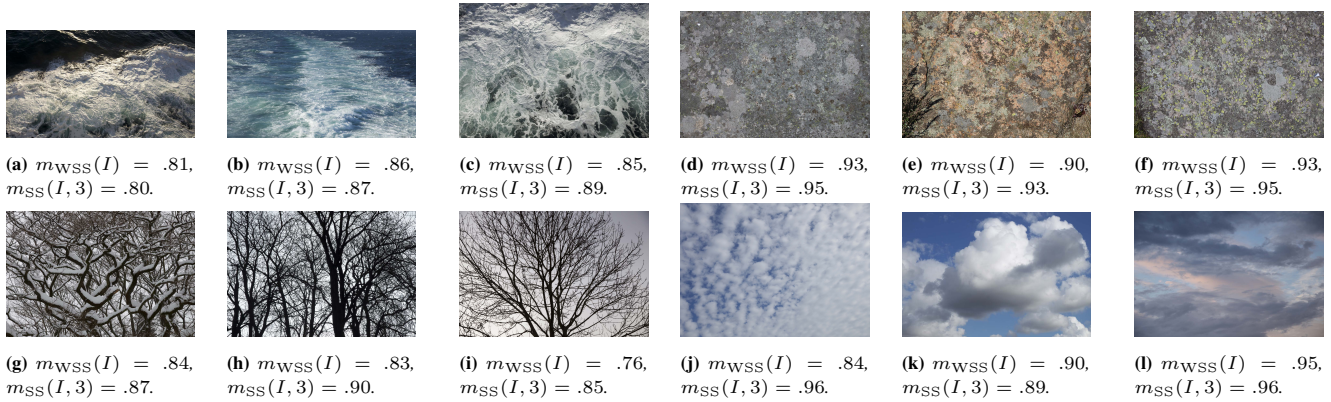 (a) m_WSS(I) = .81,
m_SS(I, 3) = .80.
(b) m_WSS(I) = .86,
m_SS(I, 3) = .87.
(c) m_WSS(I) = .85,
m_SS(I, 3) = .89.
(d) m_WSS(I) = .93,
m_SS(I, 3) = .95.
(e) m_WSS(I) = .90,
m_SS(I, 3) = .93.
(f) m_WSS(I) = .93,
m_SS(I, 3) = .95.
(g) m_WSS(I) = .84,
m_SS(I, 3) = .87.
(h) m_WSS(I) = .83,
m_SS(I, 3) = .90.
(i) m_WSS(I) = .76,
m_SS(I, 3) = .85.
(j) m_WSS(I) = .84,
m_SS(I, 3) = .96.
(k) m_WSS(I) = .90,
m_SS(I, 3) = .89.
(l) m_WSS(I) = .95,
m_SS(I, 3) = .96.